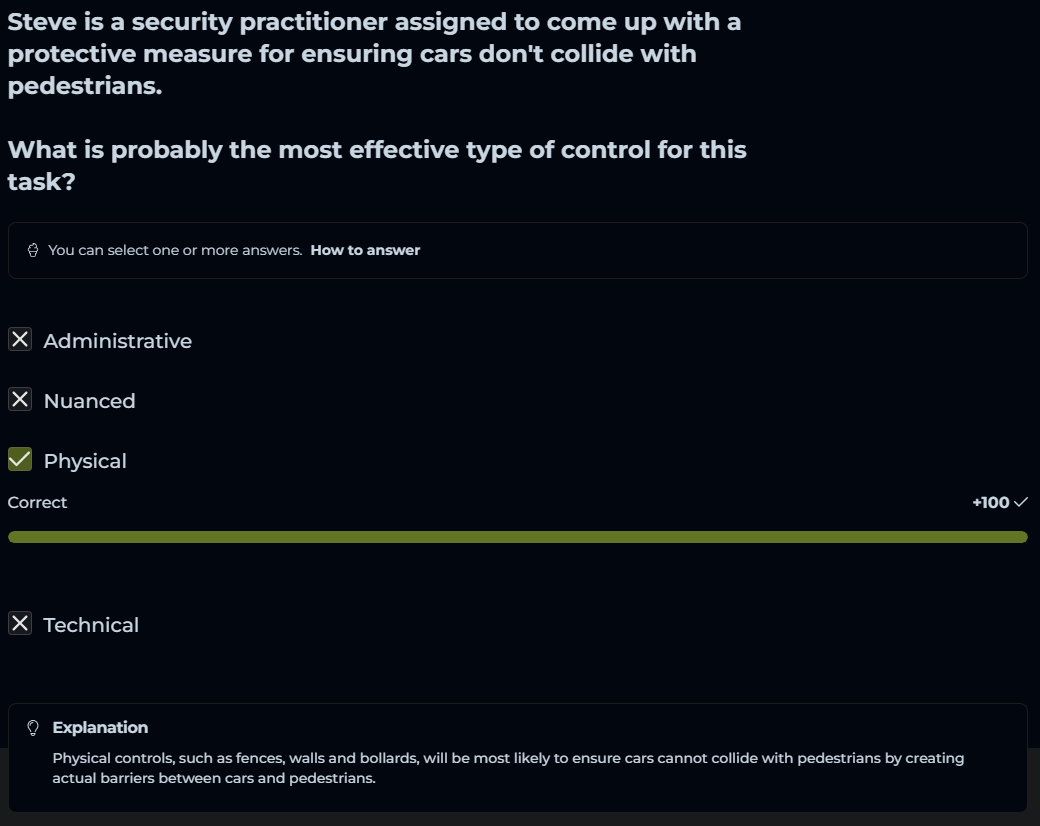 Steve is a security practitioner assigned to come up with a
protective measure for ensuring cars don't collide with
pedestrians.
What is probably the most effective type of control for this
task?
You can select one or more answers. How to answer
Administrative
Nuanced
Physical
Correct +100
Technical
Explanation
Physical controls, such as fences, walls and bollards, will be most likely to ensure cars cannot collide with pedestrians by creating
actual barriers between cars and pedestrians.